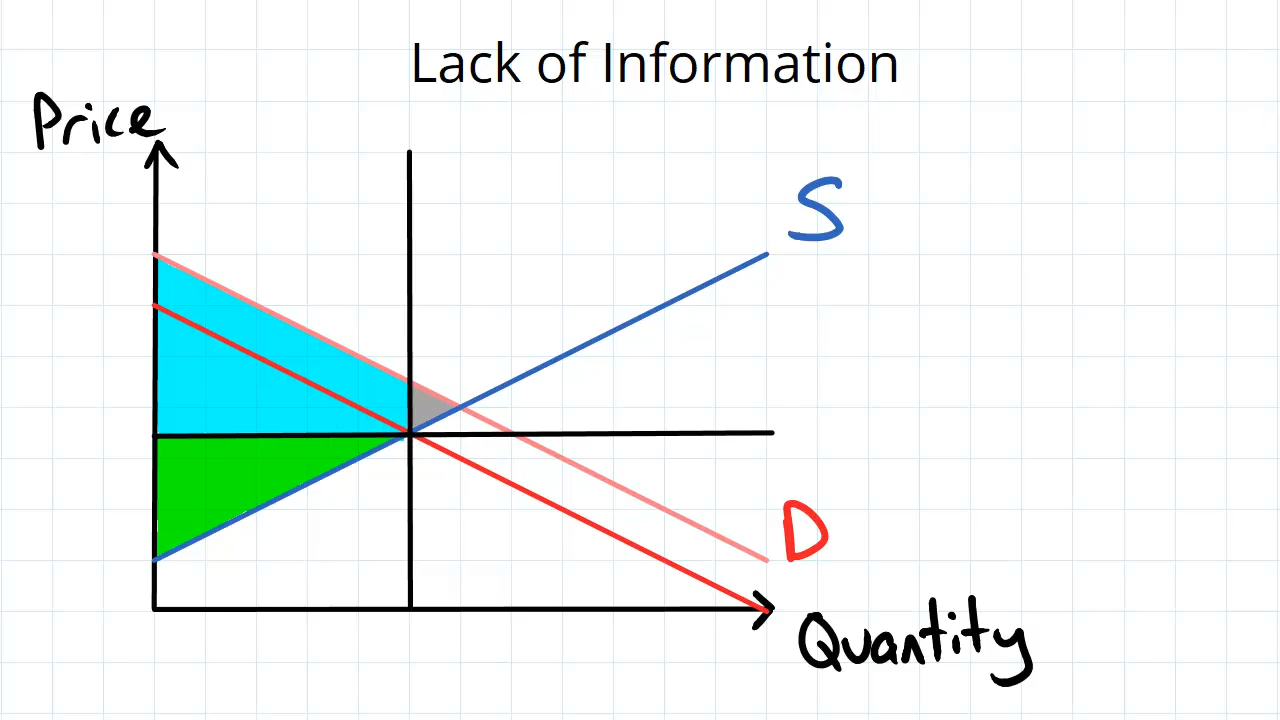 Lack of Information
Price
S
D
Quantity